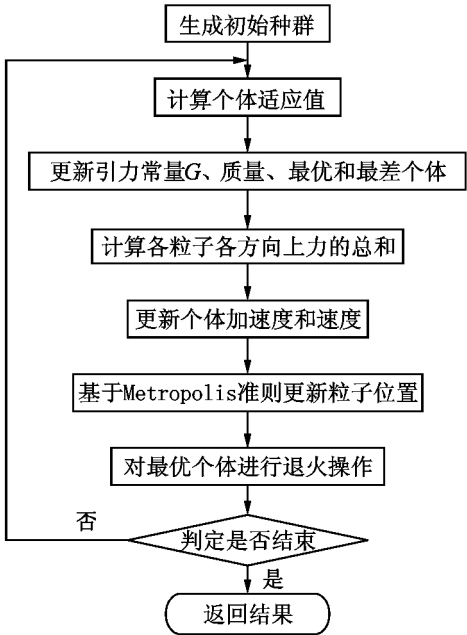 生成初始种群
计算个体适应值
更新引力常量G、质量、最优和最差个体
计算各粒子各方向上力的总和
更新个体加速度和速度
基于Metropolis准则更新粒子位置
对最优个体进行退火操作
否
判定是否结束
是
返回结果